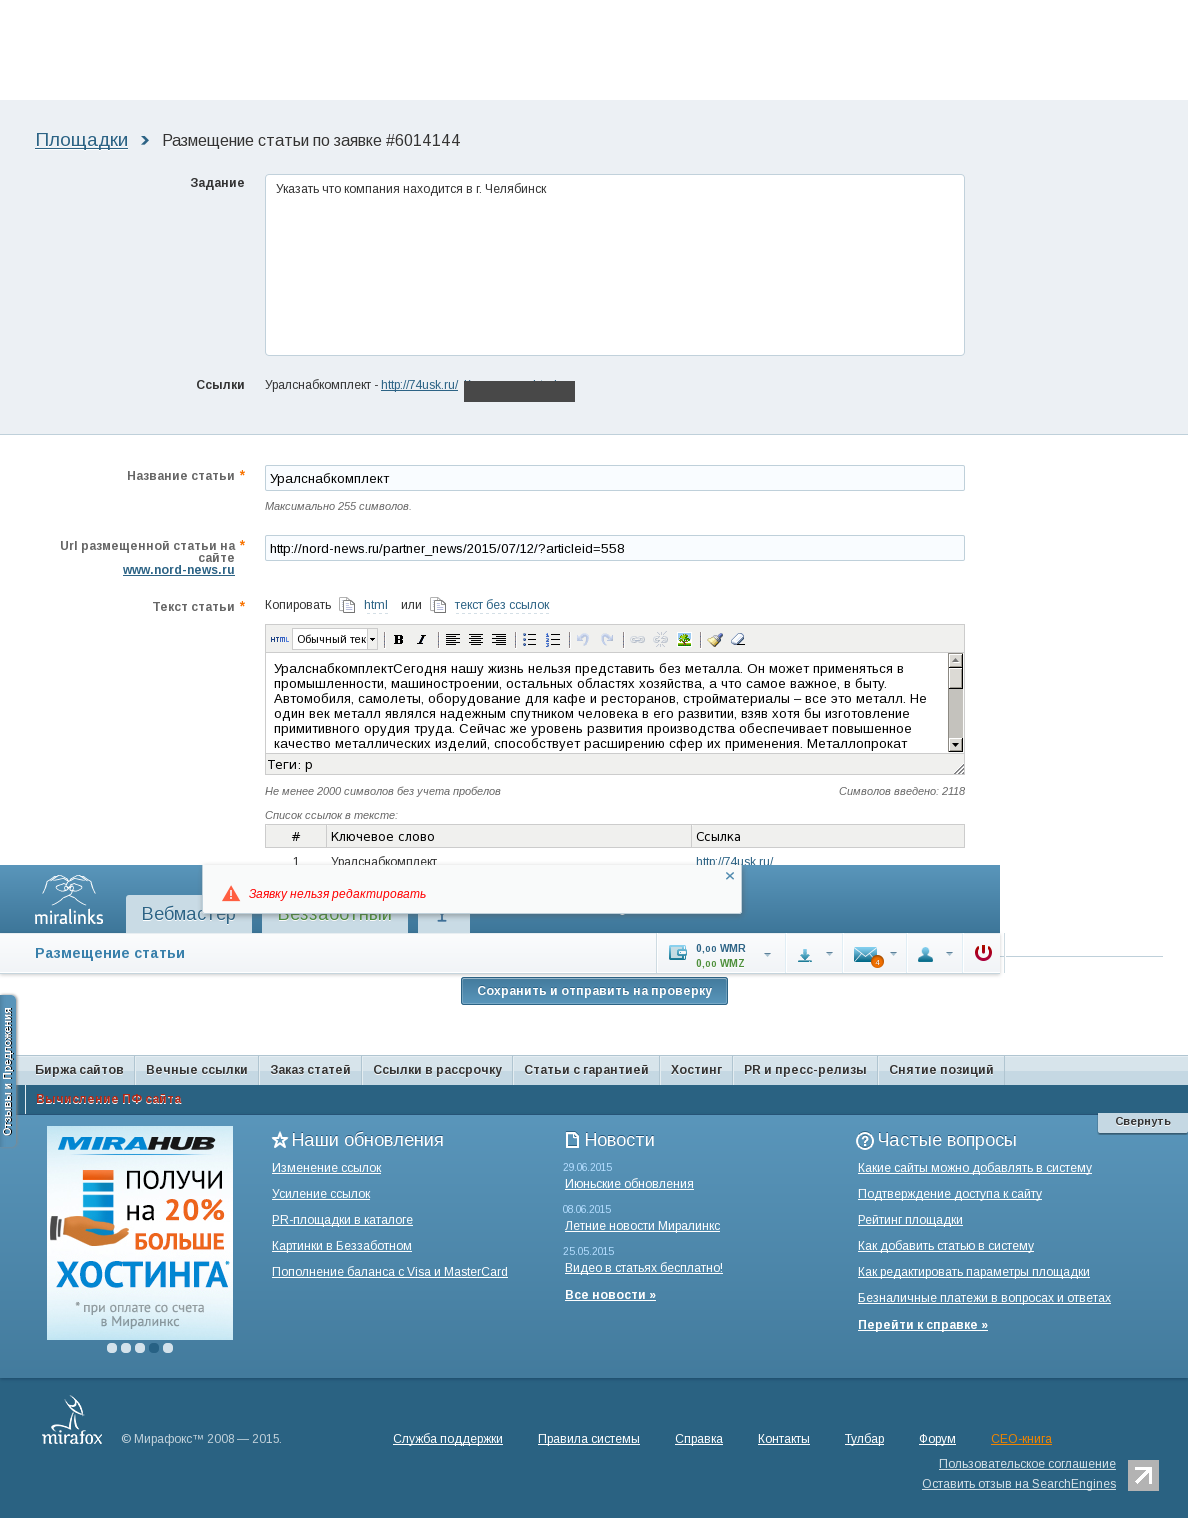 Площадки Размещение статьи по заявке #6014144
Задание
Указать что компания находится в г. Челябинск
Ссылки Уралснабкомплект - http://74usk.ru/
Название статьи * Уралснабкомплект
Максимально 255 символов.
Url размещенной статьи на * http://nord-news.ru/partner_news/2015/07/12/?articleid=558
сайте
www.nord-news.ru
Текст статьи * Копировать html или текст без ссылок
HTML Обычный тек B I
УралснабкомплектСегодня нашу жизнь нельзя представить без металла. Он может применяться в
промышленности, машиностроении, остальных областях хозяйства, а что самое важное, в быту.
Автомобиля, самолеты, оборудование для кафе и ресторанов, стройматериалы – все это металл. Не
один век металл являлся надежным спутником человека в его развитии, взяв хотя бы изготовление
примитивного орудия труда. Сейчас же уровень развития производства обеспечивает повышенное
качество металлических изделий, способствует расширению сфер их применения. Металлопрокат
Теги: p
Не менее 2000 символов без учета пробелов Символов введено: 2118
Список ссылок в тексте:
# Ключевое слово Ссылка
1 Уралснабкомплект http://74usk.ru/
Заявку нельзя редактировать
miralinks Вебмастер Беззаботный 1
Размещение статьи 0,00 WMR
0,00 WMZ
4
Сохранить и отправить на проверку
Отзывы и Предложения
Биржа сайтов Вечные ссылки Заказ статей Ссылки в рассрочку Статьи с гарантией Хостинг PR и пресс-релизы Снятие позиций
Вычисление ПФ сайта
Свернуть
MIRAHUB
ПОЛУЧИ
на 20%
БОЛЬШЕ
ХОСТИНГА*
* при оплате со счета
в Миралинкс
Наши обновления
Изменение ссылок
Усиление ссылок
PR-площадки в каталоге
Картинки в Беззаботном
Пополнение баланса с Visa и MasterCard
Новости
29.06.2015
Июньские обновления
08.06.2015
Летние новости Миралинкс
25.05.2015
Видео в статьях бесплатно!
Все новости »
Частые вопросы
Какие сайты можно добавлять в систему
Подтверждение доступа к сайту
Рейтинг площадки
Как добавить статью в систему
Как редактировать параметры площадки
Безналичные платежи в вопросах и ответах
Перейти к справке »
mirafox © Мирафокс™ 2008 — 2015. Служба поддержки Правила системы Справка Контакты Тулбар Форум СЕО-книга
Пользовательское соглашение
Оставить отзыв на SearchEngines